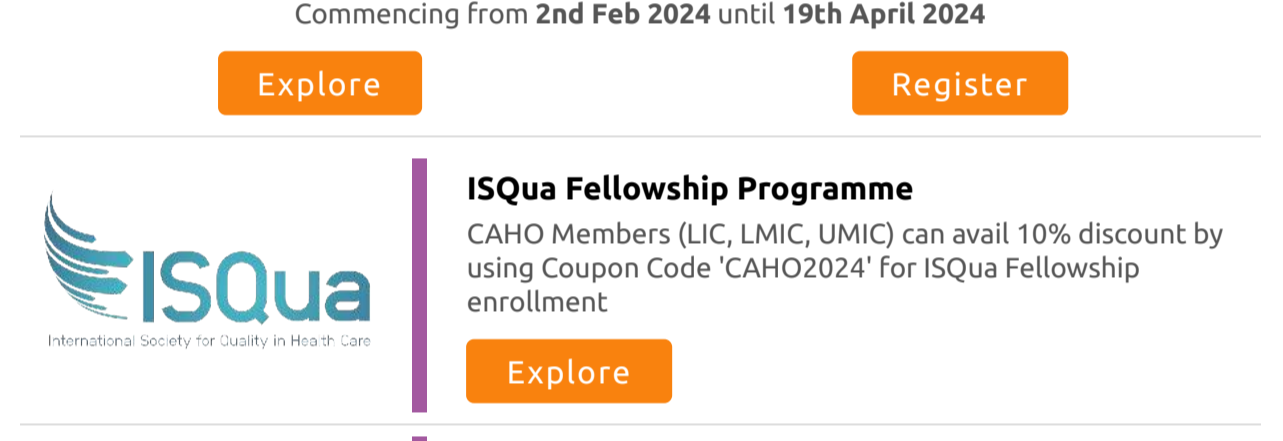 Commencing from 2nd Feb 2024 until 19th April 2024
Explore
Register
ISQua
International Society for Quality in Health Care
ISQua Fellowship Programme
CAHO Members (LIC, LMIC, UMIC) can avail 10% discount by
using Coupon Code 'CAHO2024' for ISQua Fellowship
enrollment
Explore